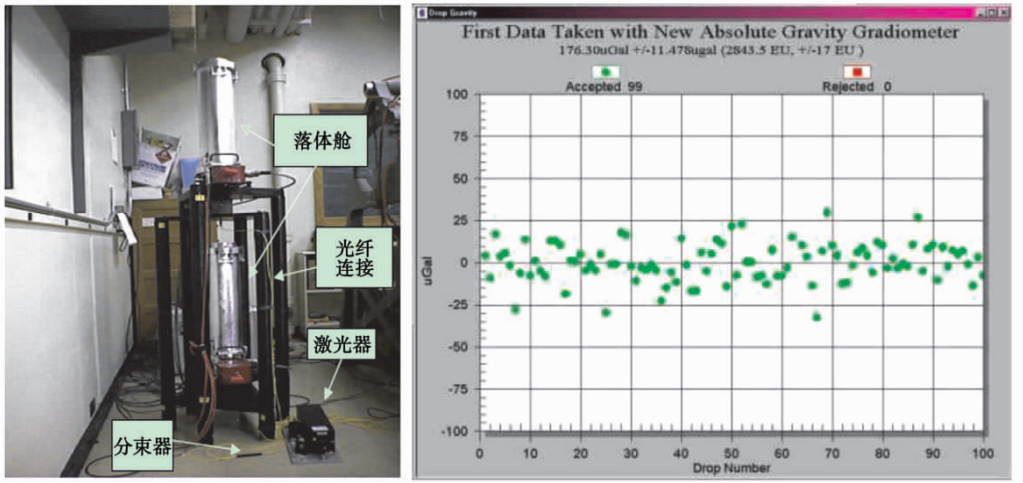 落体舱
光纤
连接
激光器
分束器
Drop Gravity
First Data Taken with New Absolute Gravity Gradiometer
176.30uGal +/-11.478ugal (2843.5 EU, +/-17 EU )
Accepted 99
Rejected 0
100
75
50
25
0
-25
-50
-75
-100
uGal
0 10 20 30 40 50 60 70 80 90 100
Drop Number